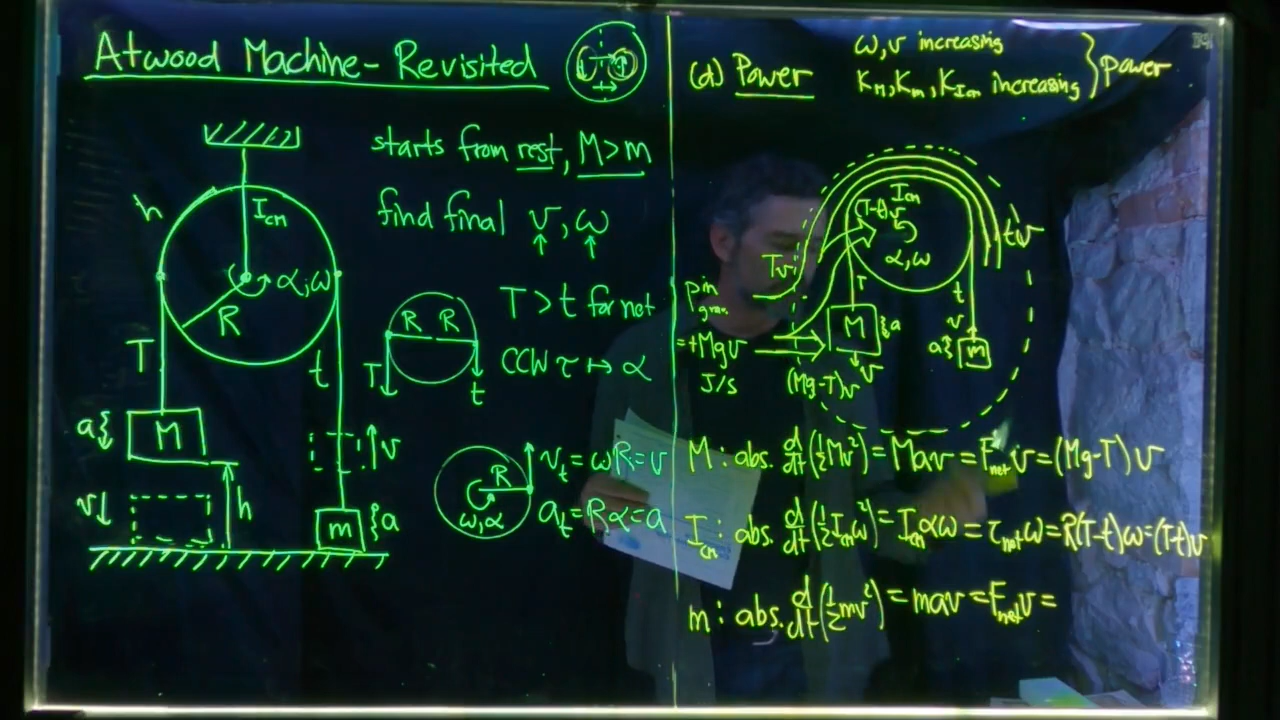 Atwood Machine - Revisited
starts from rest, M>m
find final v, ω
h
I_cm
α, ω
R
T
t
R R
T
t
T > t for net
CCW τ ↦ α
a
M
v
h
v
m
a
R
ω, α
v_t = ωR = v
a_t = Rα = a
(d) Power
ω, v increasing
K_M, K_m, K_Icm increasing
} power
I_cm
(T-t)v
α, ω
tv
Tv
T
t
P^in_grav.
= +Mgv
J/s
M
a
v
(Mg-T)v
v
a
m
M : abs. d/dt(½Mv²) = Mav = F_net v = (Mg-T)v
I_cm : abs. d/dt(½I_cm ω²) = I_cm αω = τ_net ω = R(T-t)ω = (T-t)v
m : abs. d/dt(½mv²) = mav = F_net v =